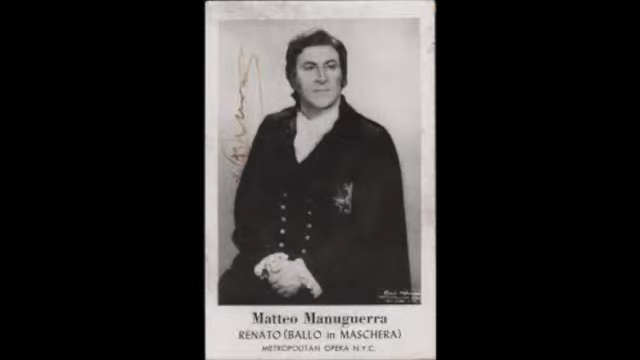 Matteo Manuguerra
RENATO (BALLO in MASCHERA)
METROPOLITAN OPERA N.Y.C.